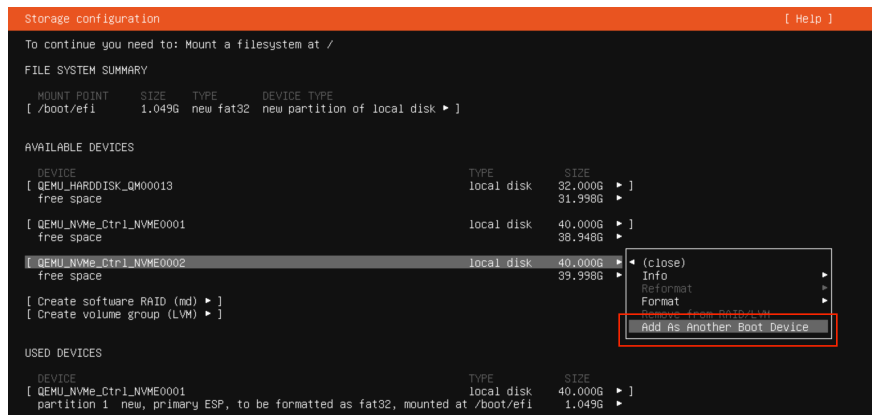 Storage configuration [ Help ]
To continue you need to: Mount a filesystem at /
FILE SYSTEM SUMMARY
MOUNT POINT SIZE TYPE DEVICE TYPE
[ /boot/efi 1.049G new fat32 new partition of local disk ▸ ]
AVAILABLE DEVICES
DEVICE TYPE SIZE
[ QEMU_HARDDISK_QM00013 local disk 32.000G ▸ ]
free space 31.998G ▸
[ QEMU_NVMe_Ctrl_NVME0001 local disk 40.000G ▸ ]
free space 38.948G ▸
[ QEMU_NVMe_Ctrl_NVME0002 local disk 40.000G ▸ ◂ (close)
free space 39.998G ▸ Info ▸
Reformat ▸
[ Create software RAID (md) ▸ ] Format ▸
[ Create volume group (LVM) ▸ ] Remove from RAID/LVM
Add As Another Boot Device
USED DEVICES
DEVICE TYPE SIZE
[ QEMU_NVMe_Ctrl_NVME0001 local disk 40.000G ▸ ]
partition 1 new, primary ESP, to be formatted as fat32, mounted at /boot/efi 1.049G ▸